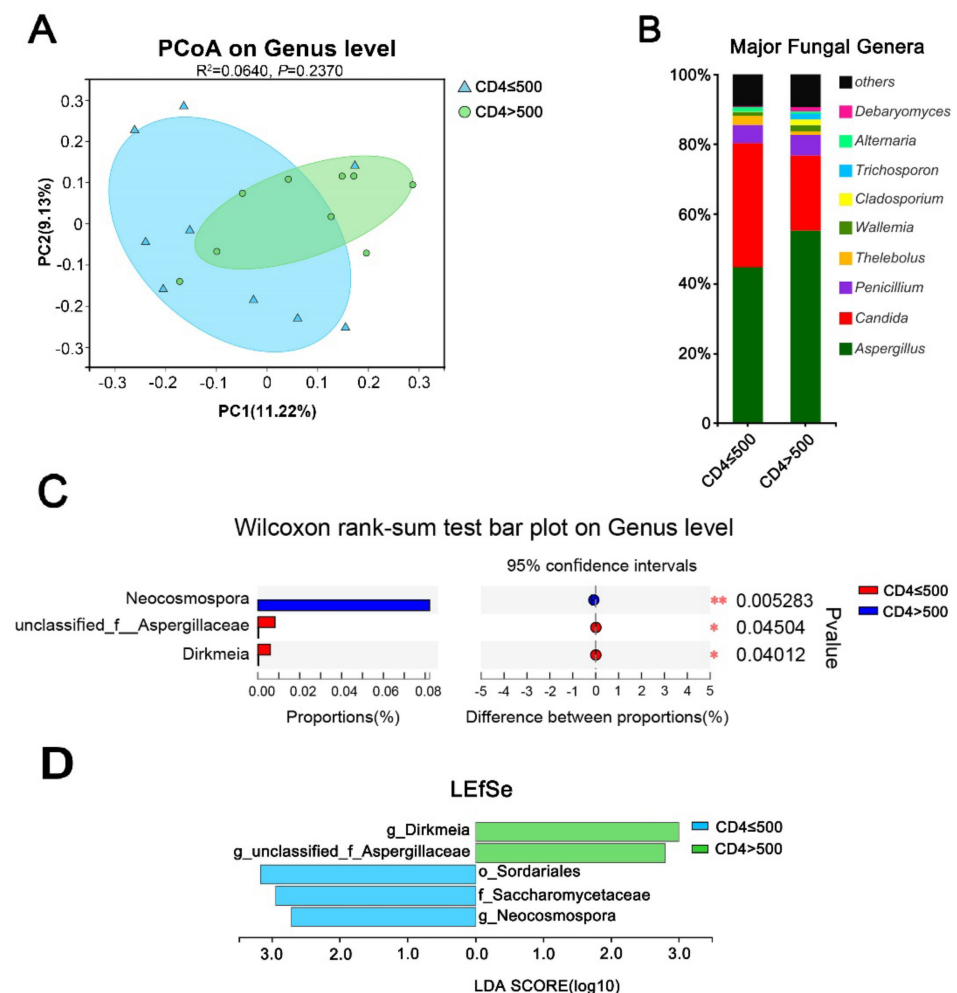 A
PCoA on Genus level
R²=0.0640, P=0.2370
CD4≤500
CD4>500
0.3
0.2
0.1
0
-0.1
-0.2
-0.3
PC2(9.13%)
-0.3 -0.2 -0.1 0 0.1 0.2 0.3
PC1(11.22%)
B
Major Fungal Genera
100%
80%
60%
40%
20%
0
CD4≤500
CD4>500
others
Debaryomyces
Alternaria
Trichosporon
Cladosporium
Wallemia
Thelebolus
Penicillium
Candida
Aspergillus
C
Wilcoxon rank-sum test bar plot on Genus level
95% confidence intervals
Neocosmospora
unclassified_f__Aspergillaceae
Dirkmeia
0.00 0.02 0.04 0.06 0.08
Proportions(%)
-5 -4 -3 -2 -1 0 1 2 3 4 5
Difference between proportions(%)
** 0.005283
* 0.04504
* 0.04012
Pvalue
CD4≤500
CD4>500
D
LEfSe
g_Dirkmeia
g_unclassified_f_Aspergillaceae
o_Sordariales
f_Saccharomycetaceae
g_Neocosmospora
CD4≤500
CD4>500
3.0 2.0 1.0 0.0 1.0 2.0 3.0
LDA SCORE(log10)